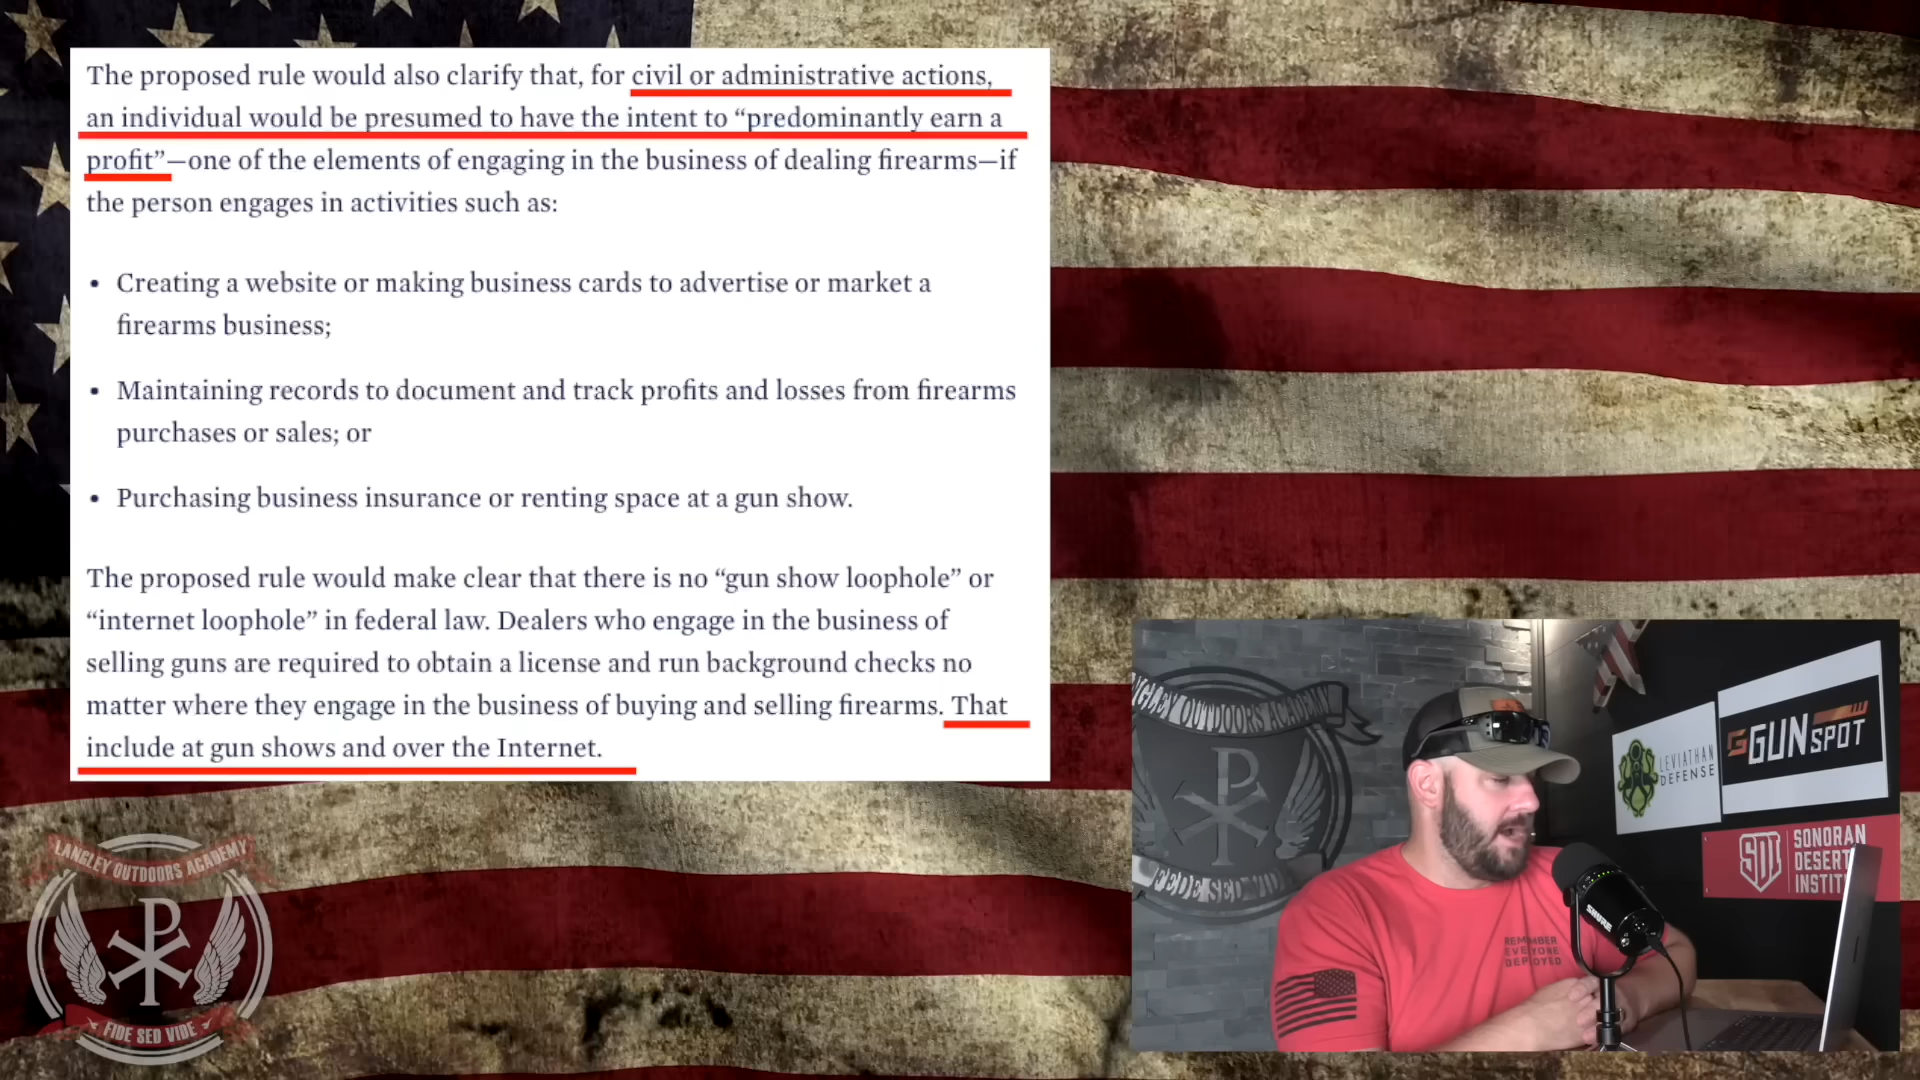 The proposed rule would also clarify that, for civil or administrative actions,
an individual would be presumed to have the intent to “predominantly earn a
profit”—one of the elements of engaging in the business of dealing firearms—if
the person engages in activities such as:
• Creating a website or making business cards to advertise or market a
firearms business;
• Maintaining records to document and track profits and losses from firearms
purchases or sales; or
• Purchasing business insurance or renting space at a gun show.
The proposed rule would make clear that there is no “gun show loophole” or
“internet loophole” in federal law. Dealers who engage in the business of
selling guns are required to obtain a license and run background checks no
matter where they engage in the business of buying and selling firearms. That
include at gun shows and over the Internet.
LANGLEY OUTDOORS ACADEMY
FIDE SED VIDE
OUTDOORS ACADEMY
LEVIATHAN
DEFENSE
GUNSPOT
SDI
SONORAN
DESERT
REMEMBER
EVERYONE
DEPLOYED
SHURE